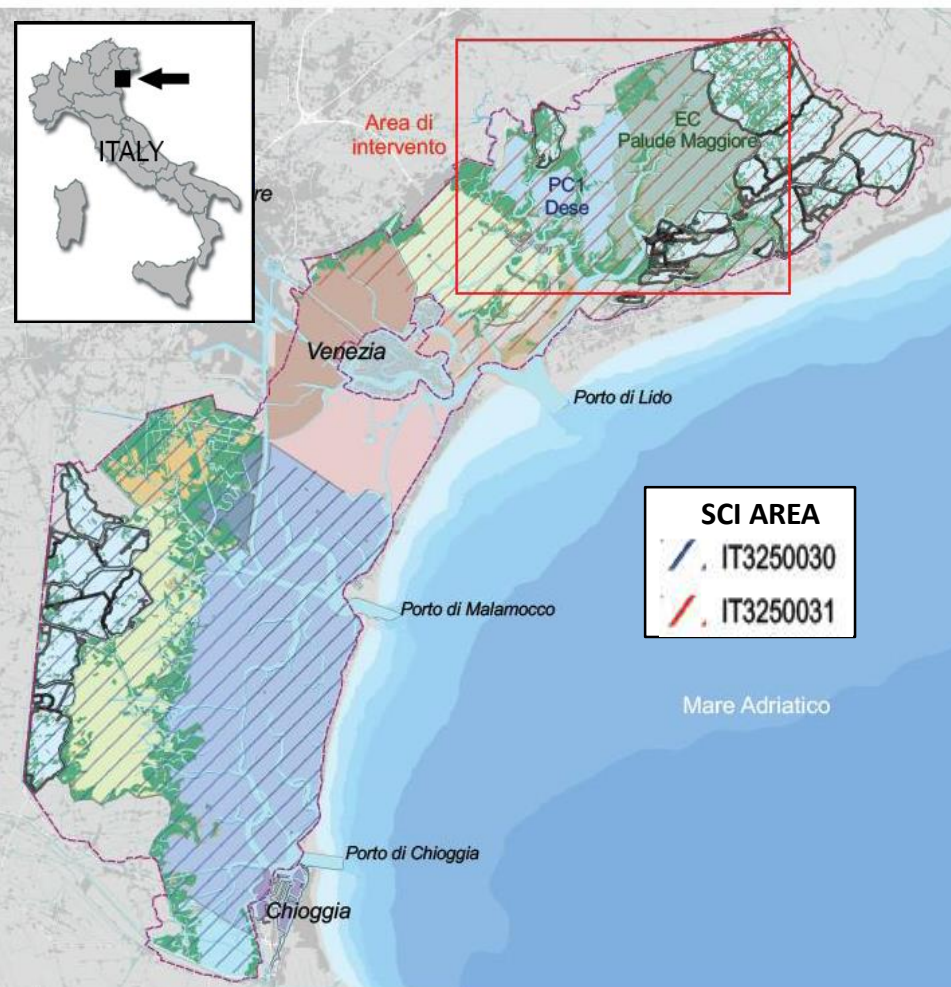 ITALY
re
Area di
intervento
EC
Palude Maggiore
PC1
Dese
Venezia
Porto di Lido
SCI AREA
IT3250030
IT3250031
Porto di Malamocco
Mare Adriatico
Porto di Chioggia
Chioggia